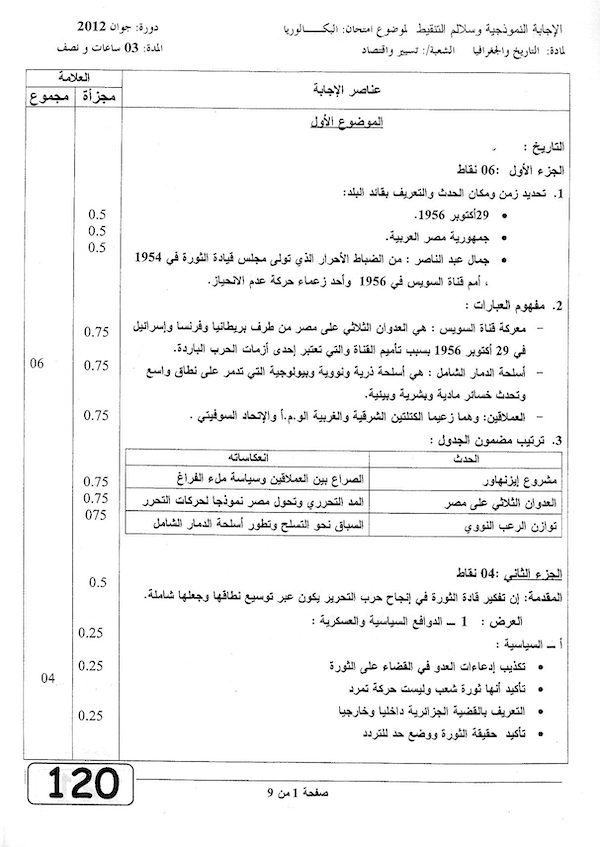 الإجابة النموذجية وسلالم التنقيط لموضوع امتحان: البكالوريا دورة: جوان 2012
لمادة: التاريخ والجغرافيا الشعبة/: تسيير واقتصاد المدة: 03 ساعات و نصف
عناصر الإجابة العلامة
مجزأة مجموع
الموضوع الأول
التاريخ :
الجزء الأول :06 نقاط
1. تحديد زمن ومكان الحدث والتعريف بقائد البلد:
• 29أكتوبر 1956. 0.5
• جمهورية مصر العربية. 0.5
• جمال عبد الناصر : من الضباط الأحرار الذي تولى مجلس قيادة الثورة في 1954 0.5
، أمم قناة السويس في 1956 وأحد زعماء حركة عدم الانحياز.
2. مفهوم العبارات :
– معركة قناة السويس : هي العدوان الثلاثي على مصر من طرف بريطانيا وفرنسا وإسرائيل 0.75
في 29 أكتوبر 1956 بسبب تأميم القناة والتي تعتبر إحدى أزمات الحرب الباردة.
– أسلحة الدمار الشامل : هي أسلحة ذرية ونووية وبيولوجية التي تدمر على نطاق واسع 0.75 06
وتحدث خسائر مادية وبشرية وبيئية.
– العملاقين: وهما زعيما الكتلتين الشرقية والغربية الو.م.أ والإتحاد السوفيتي . 0.75
3. ترتيب مضمون الجدول :
الحدث انعكاساته
مشروع إيزنهاور الصراع بين العملاقين وسياسة ملء الفراغ 0.75
العدوان الثلاثي على مصر المد التحرري وتحول مصر نموذجا لحركات التحرر 0.75
توازن الرعب النووي السباق نحو التسلح وتطور أسلحة الدمار الشامل 075
الجزء الثاني :04 نقاط
المقدمة: إن تفكير قادة الثورة في إنجاح حرب التحرير يكون عبر توسيع نطاقها وجعلها شاملة. 0.5
العرض : 1 – الدوافع السياسية والعسكرية :
أ – السياسية : 0.25
• تكذيب إدعاءات العدو في القضاء على الثورة 0.25
• تأكيد أنها ثورة شعب وليست حركة تمرد 04
• التعريف بالقضية الجزائرية داخليا وخارجيا 0.25
• تأكيد حقيقة الثورة ووضع حد للتردد
صفحة 1 من 9
120